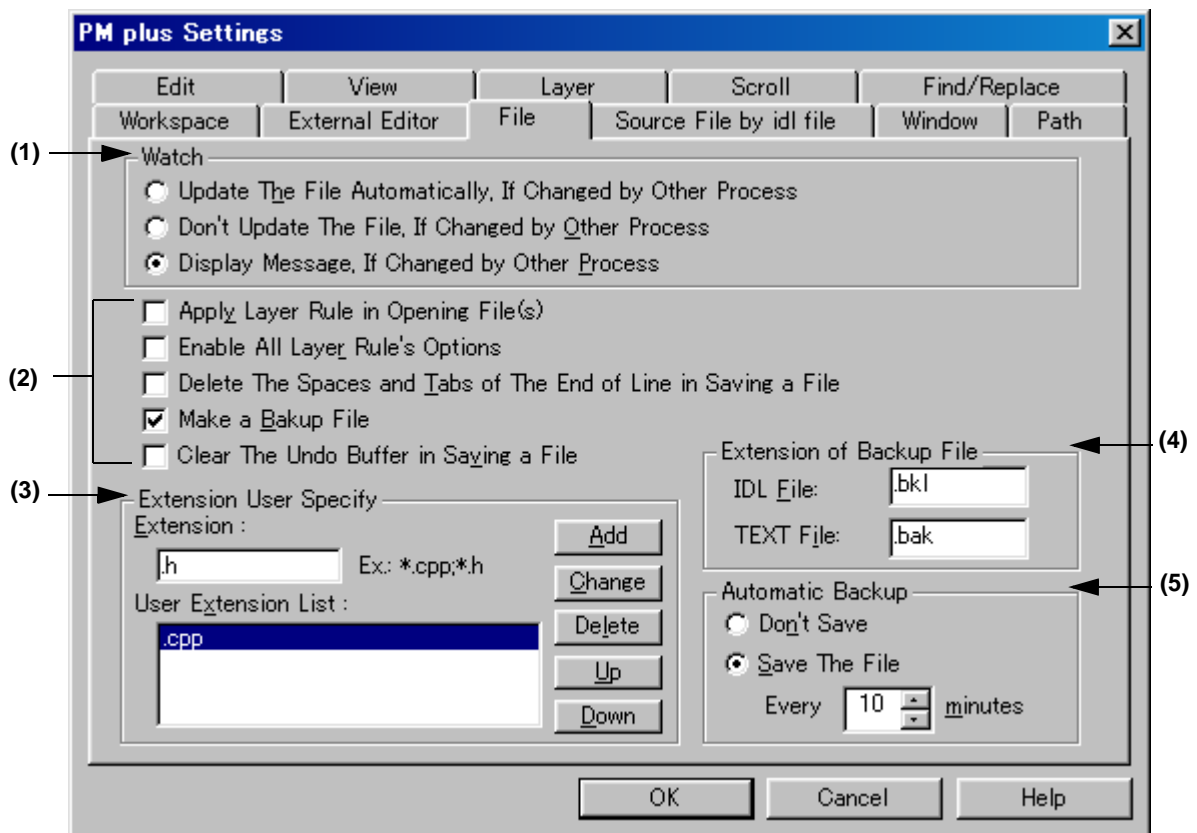 PM plus Settings
Edit View Layer Scroll Find/Replace
Workspace External Editor File Source File by idl file Window Path
(1)
Watch
Update The File Automatically, If Changed by Other Process
Don't Update The File, If Changed by Other Process
Display Message, If Changed by Other Process
(2)
Apply Layer Rule in Opening File(s)
Enable All Layer Rule's Options
Delete The Spaces and Tabs of The End of Line in Saving a File
Make a Bakup File
Clear The Undo Buffer in Saving a File
(3)
Extension User Specify
Extension :
.h Ex.: *.cpp;*.h
User Extension List :
.cpp
Add
Change
Delete
Up
Down
(4)
Extension of Backup File
IDL File: .bkl
TEXT File: .bak
(5)
Automatic Backup
Don't Save
Save The File
Every 10 minutes
OK Cancel Help